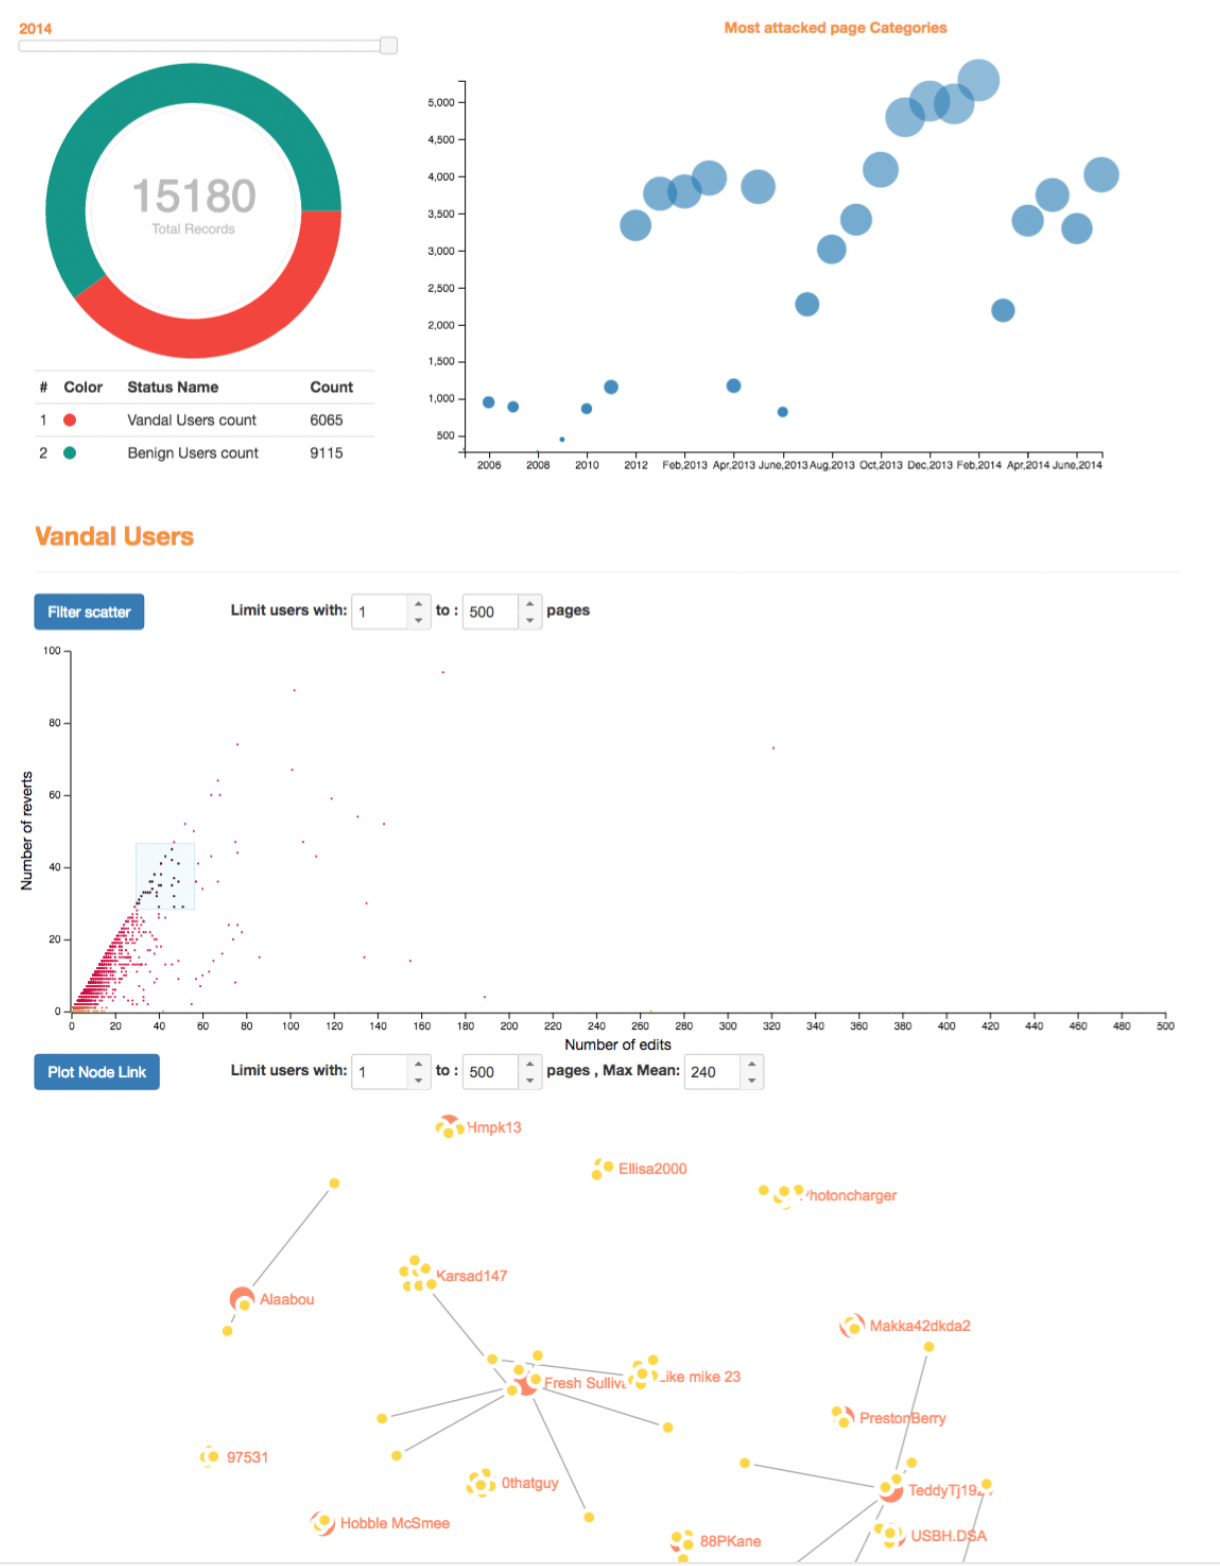 2014
Most attacked page Categories
15180
Total Records
# Color Status Name Count
1 Vandal Users count 6065
2 Benign Users count 9115
5,000
4,500
4,000
3,500
3,000
2,500
2,000
1,500
1,000
500
2006 2008 2010 2012 Feb,2013 Apr,2013 June,2013 Aug,2013 Oct,2013 Dec,2013 Feb,2014 Apr,2014 June,2014
Vandal Users
Filter scatter Limit users with: 1 to : 500 pages
Number of reverts
100
80
60
40
20
0
0 20 40 60 80 100 120 140 160 180 200 220 240 260 280 300 320 340 360 380 400 420 440 460 480 500
Number of edits
Plot Node Link Limit users with: 1 to : 500 pages , Max Mean: 240
Hmpk13
Ellisa2000
Photoncharger
Karsad147
Alaabou
Makka42dkda2
Fresh
Like mike 23
PrestonBerry
97531
0thatguy
USBH.DSA
Hobble McSmee
88PKane